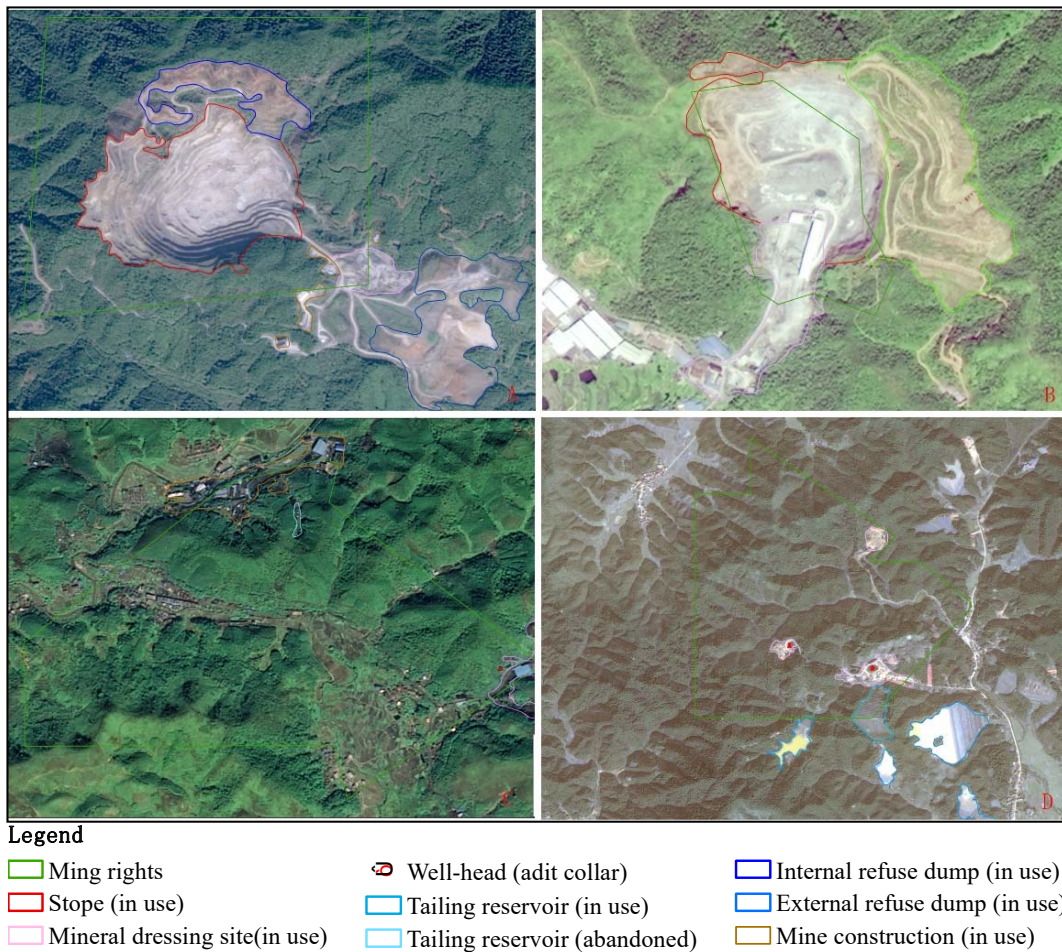 A
B
C
D
Legend
Ming rights
Well-head (adit collar)
Internal refuse dump (in use)
Stope (in use)
Tailing reservoir (in use)
External refuse dump (in use)
Mineral dressing site(in use)
Tailing reservoir (abandoned)
Mine construction (in use)